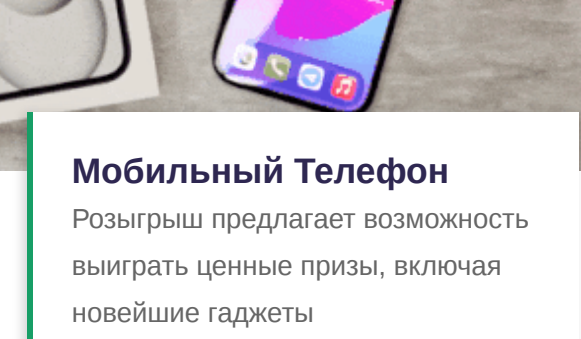 Мобильный Телефон
Розыгрыш предлагает возможность
выиграть ценные призы, включая
новейшие гаджеты